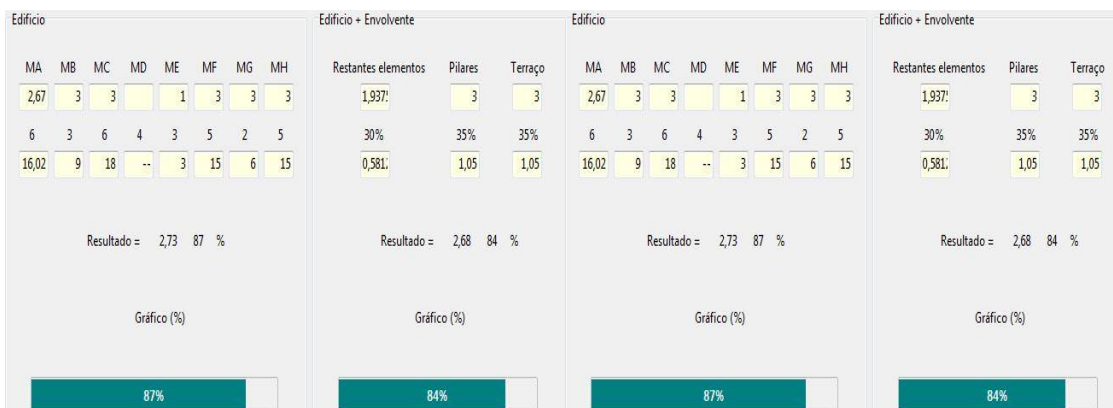 Edificio Edificio + Envolvente Edificio Edificio + Envolvente
MA MB MC MD ME MF MG MH Restantes elementos Pilares Terraço MA MB MC MD ME MF MG MH Restantes elementos Pilares Terraço
2,67 3 3 1 3 3 3 1,937 3 3 2,67 3 3 1 3 3 3 1,937 3 3
6 3 6 4 3 5 2 5 30% 35% 35% 6 3 6 4 3 5 2 5 30% 35% 35%
16,02 9 18 -- 3 15 6 15 0,581 1,05 1,05 16,02 9 18 -- 3 15 6 15 0,581 1,05 1,05
Resultado = 2,73 87 % Resultado = 2,68 84 % Resultado = 2,73 87 % Resultado = 2,68 84 %
Gráfico (%) Gráfico (%) Gráfico (%) Gráfico (%)
87% 84% 87% 84%